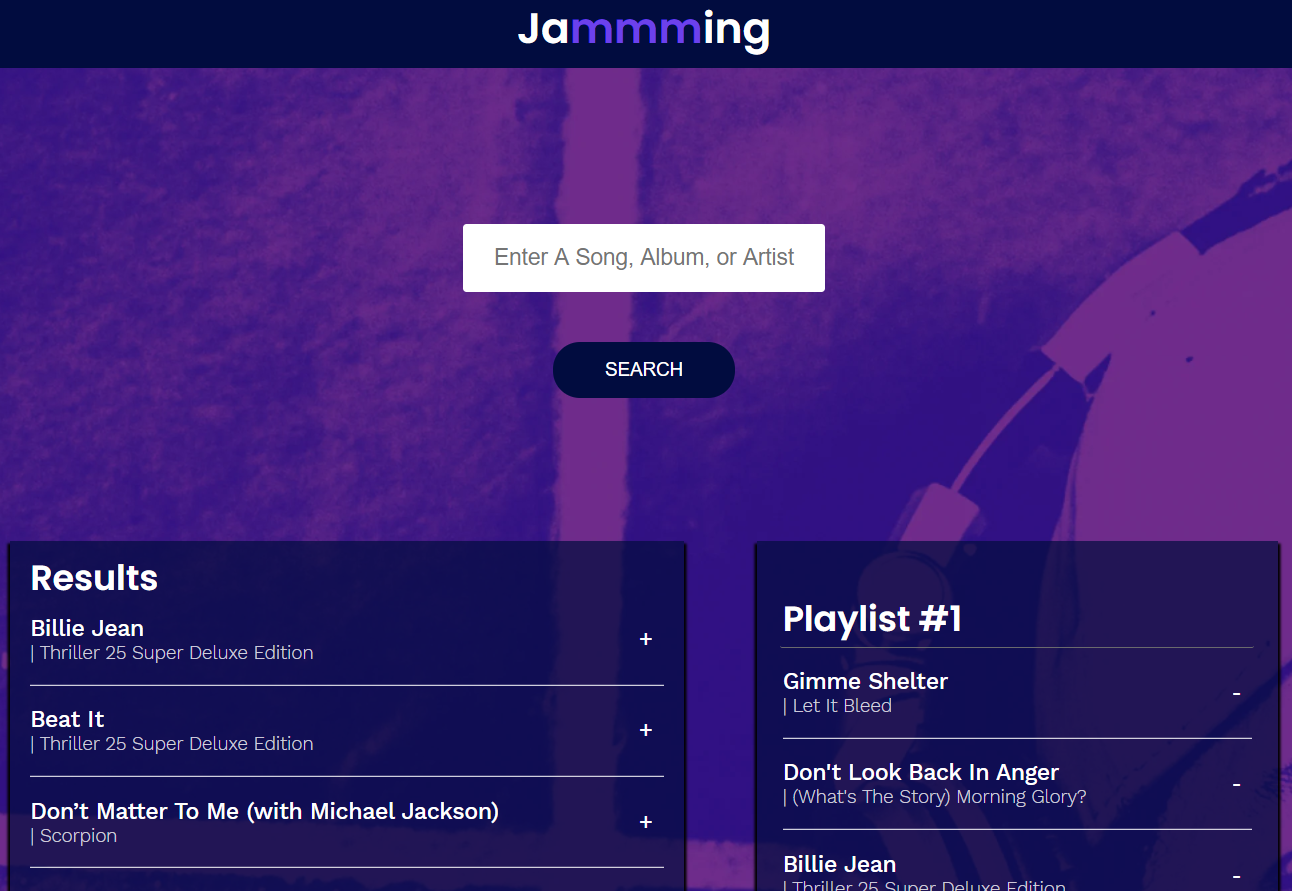 Jammming
Enter A Song, Album, or Artist
SEARCH
Results
Billie Jean
| Thriller 25 Super Deluxe Edition
+
Beat It
| Thriller 25 Super Deluxe Edition
+
Don’t Matter To Me (with Michael Jackson)
| Scorpion
+
Playlist #1
Gimme Shelter
| Let It Bleed
-
Don't Look Back In Anger
| (What's The Story) Morning Glory?
-
Billie Jean
| Thriller 25 Super Deluxe Edition
-